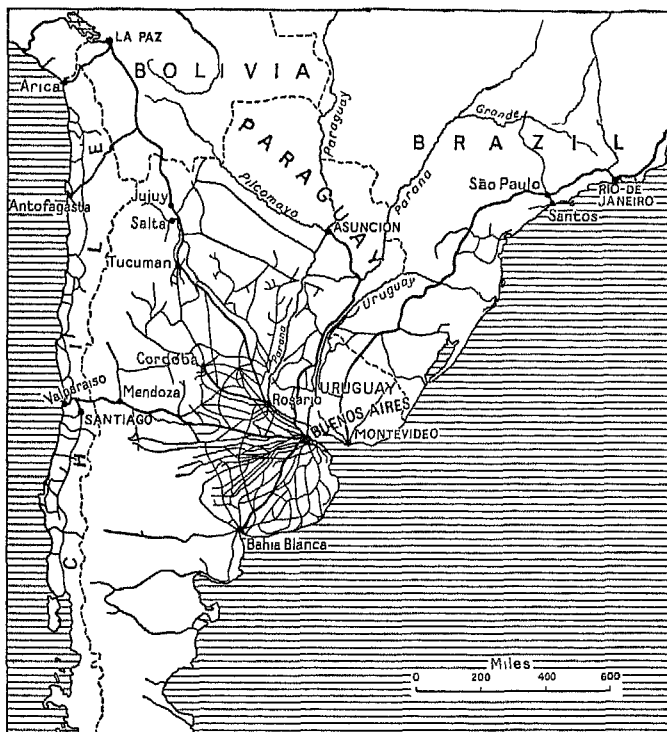 LA PAZ
BOLIVIA
Arica
PARAGUAY
Paraguay
Grande
BRAZIL
Pilcomayo
Parana
Antofagasta
Jujuy
Salta
São Paulo
RIO-DE JANEIRO
Santos
ASUNCIÓN
Tucuman
Uruguay
Parana
CHILE
Cordoba
Valparaiso
Mendoza
Rosario
URUGUAY
SANTIAGO
BUENOS AIRES
MONTEVIDEO
Bahia Blanca
Miles
0 200 400 600